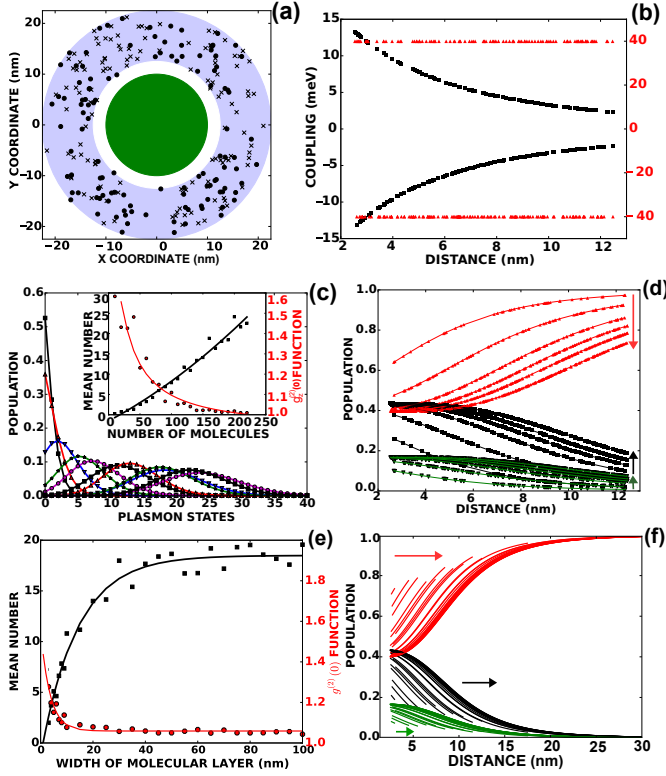 (a)
Y COORDINATE (nm)
20
10
0
−10
−20
−20 −10 0 10 20
X COORDINATE (nm)
(b)
COUPLING (meV)
15
10
5
0
−5
−10
−15
40
20
0
20
40
2 4 6 8 10 12
DISTANCE (nm)
(c)
POPULATION
0.6
0.5
0.4
0.3
0.2
0.1
0.0
0 5 10 15 20 25 30 35 40
PLASMON STATES
MEAN NUMBER
30
25
20
15
10
5
0
0 50 100 150 200 250
NUMBER OF MOLECULES
1.6
1.5
1.4
1.3
1.2
1.1
1.0
g₂⁽²⁾(0) FUNCTION
(d)
POPULATION
1.0
0.8
0.6
0.4
0.2
0.0
2 4 6 8 10 12
DISTANCE (nm)
(e)
MEAN NUMBER
20
15
10
5
0
0 20 40 60 80 100
WIDTH OF MOLECULAR LAYER (nm)
1.8
1.6
1.4
1.2
1.0
g⁽²⁾(0) FUNCTION
(f)
POPULATION
1.0
0.8
0.6
0.4
0.2
0.0
5 10 15 20 25 30
DISTANCE (nm)